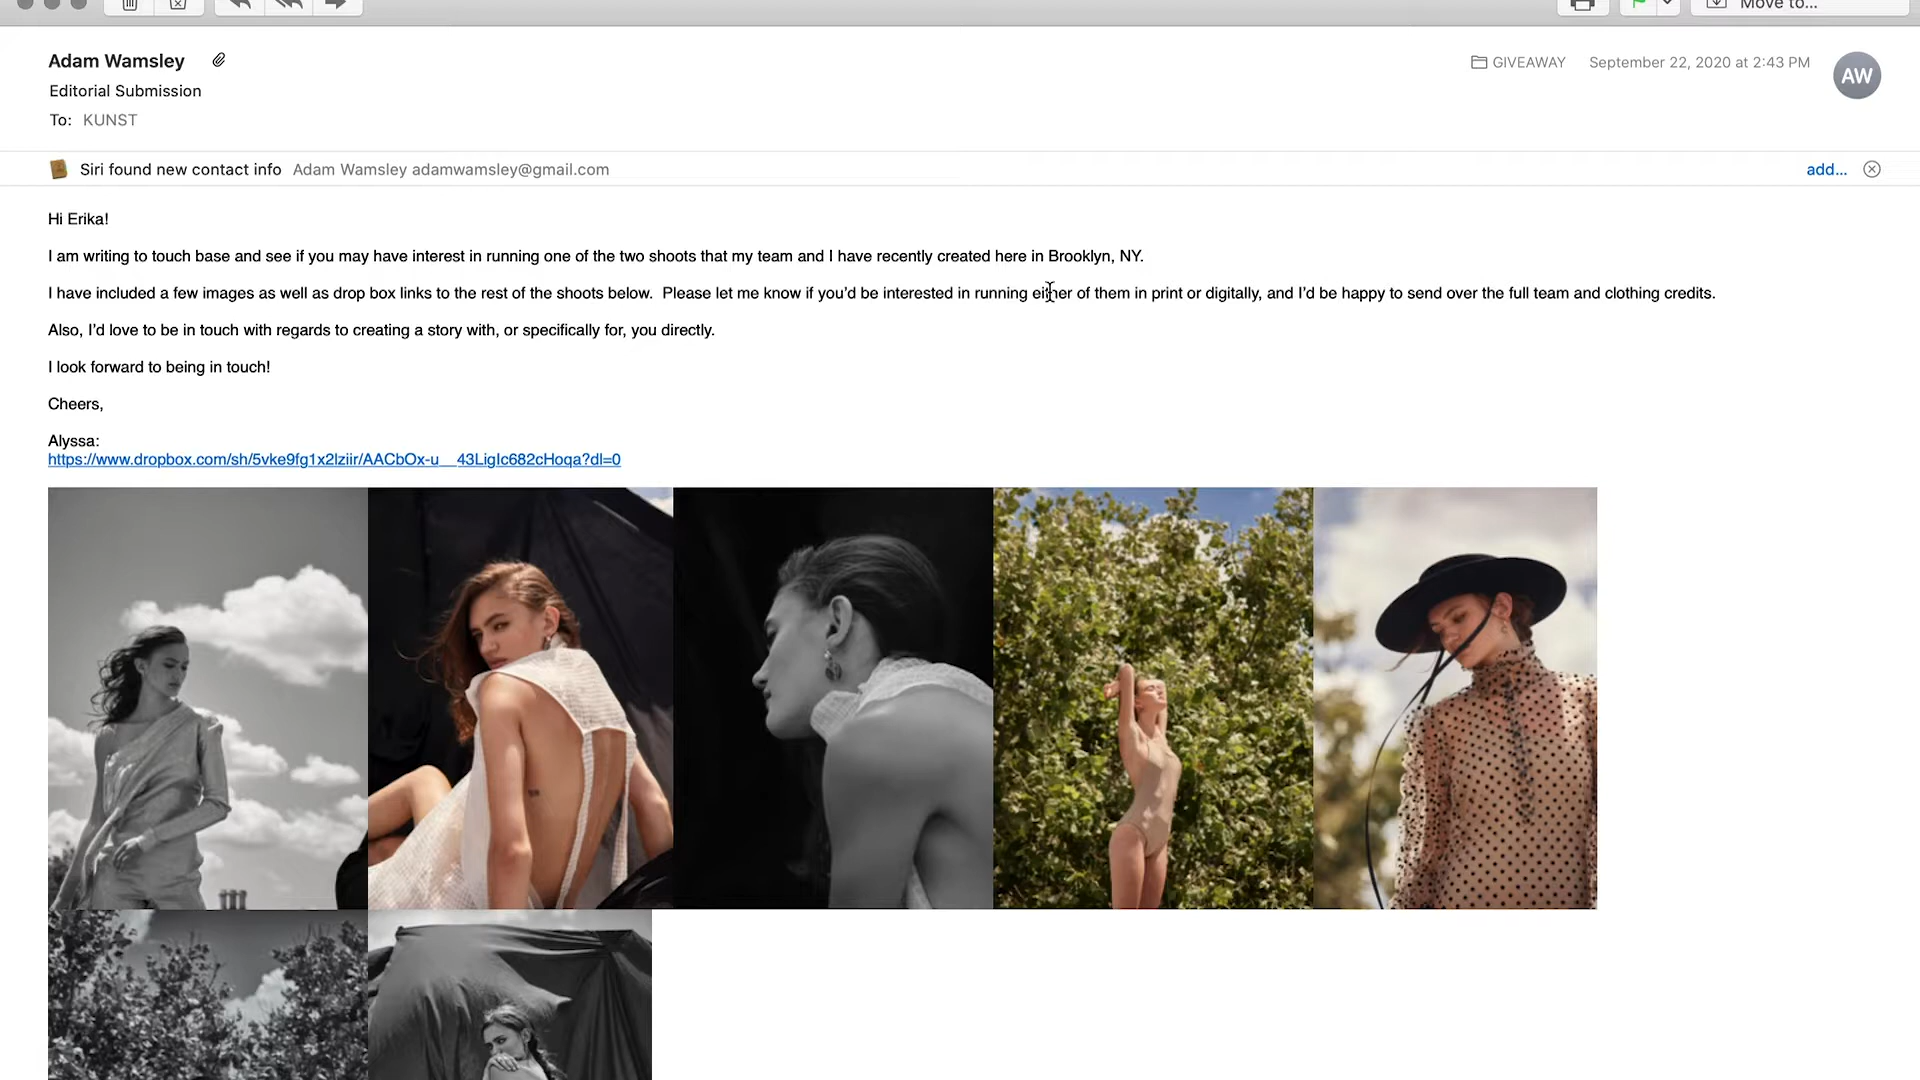 Move to...
Adam Wamsley
GIVEAWAY September 22, 2020 at 2:43 PM
AW
Editorial Submission
To: KUNST
Siri found new contact info Adam Wamsley adamwamsley@gmail.com add...
Hi Erika!
I am writing to touch base and see if you may have interest in running one of the two shoots that my team and I have recently created here in Brooklyn, NY.
I have included a few images as well as drop box links to the rest of the shoots below.  Please let me know if you’d be interested in running either of them in print or digitally, and I’d be happy to send over the full team and clothing credits.
Also, I’d love to be in touch with regards to creating a story with, or specifically for, you directly.
I look forward to being in touch!
Cheers,
Alyssa:
https://www.dropbox.com/sh/5vke9fg1x2lziir/AACbOx-u__43LigIc682cHoqa?dl=0